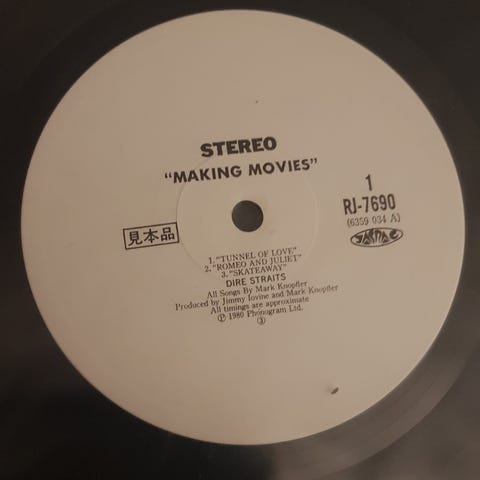 STEREO
"MAKING MOVIES"
1
RJ-7690
(6359 034 A)
JASRAC
見本品
1. "TUNNEL OF LOVE"
2. "ROMEO AND JULIET"
3. "SKATEAWAY"
DIRE STRAITS
All Songs By Mark Knopfler
Produced by Jimmy Iovine and Mark Knopfler
All timings are approximate
Ⓟ 1980 Phonogram Ltd.
③